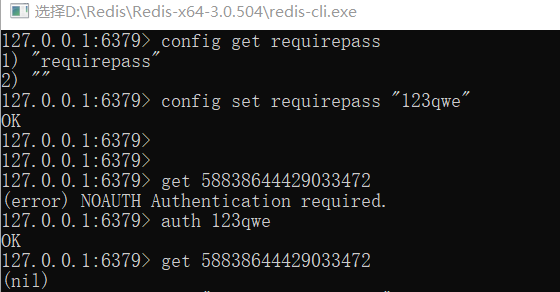 选择D:\Redis\Redis-x64-3.0.504\redis-cli.exe
127.0.0.1:6379> config get requirepass
1) "requirepass"
2) ""
127.0.0.1:6379> config set requirepass "123qwe"
OK
127.0.0.1:6379>
127.0.0.1:6379>
127.0.0.1:6379> get 58838644429033472
(error) NOAUTH Authentication required.
127.0.0.1:6379> auth 123qwe
OK
127.0.0.1:6379> get 58838644429033472
(nil)